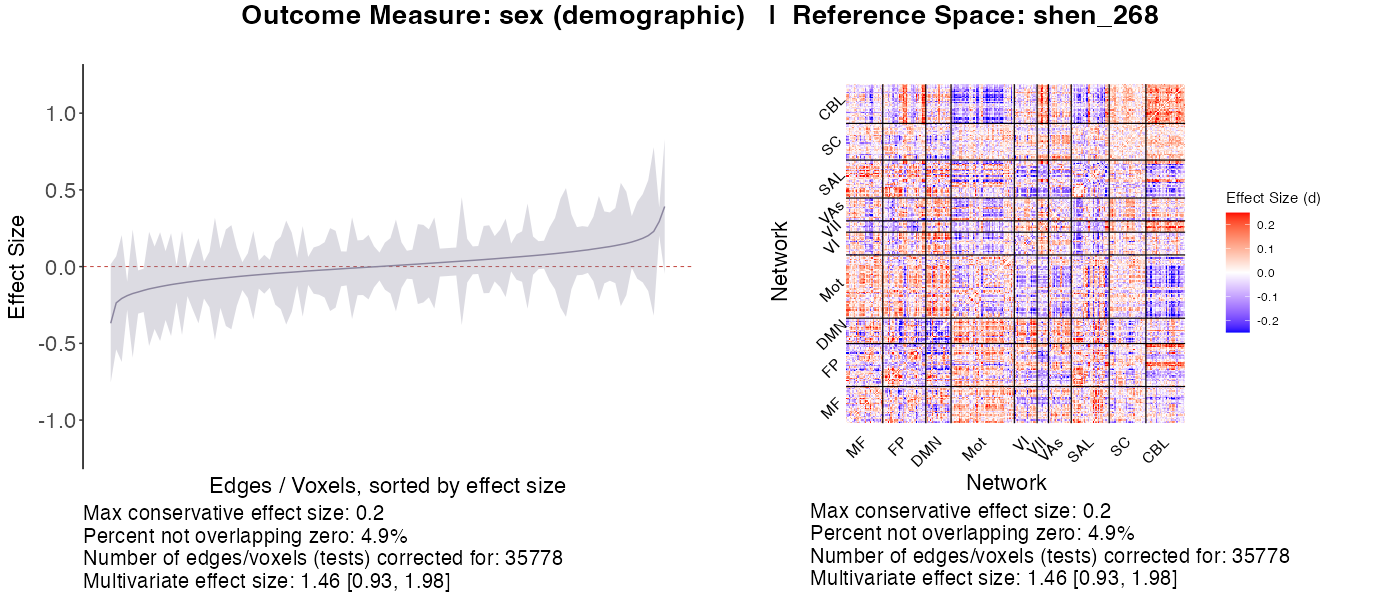 Outcome Measure: sex (demographic) | Reference Space: shen_268
Effect Size
1.0
0.5
0.0
-0.5
-1.0
Edges / Voxels, sorted by effect size
Max conservative effect size: 0.2
Percent not overlapping zero: 4.9%
Number of edges/voxels (tests) corrected for: 35778
Multivariate effect size: 1.46 [0.93, 1.98]
Network
CBL
SC
SAL
VAs
VII
VI
Mot
DMN
FP
MF
MF
FP
DMN
Mot
VI
VII
VAs
SAL
SC
CBL
Network
Effect Size (d)
0.2
0.1
0.0
-0.1
-0.2
Max conservative effect size: 0.2
Percent not overlapping zero: 4.9%
Number of edges/voxels (tests) corrected for: 35778
Multivariate effect size: 1.46 [0.93, 1.98]